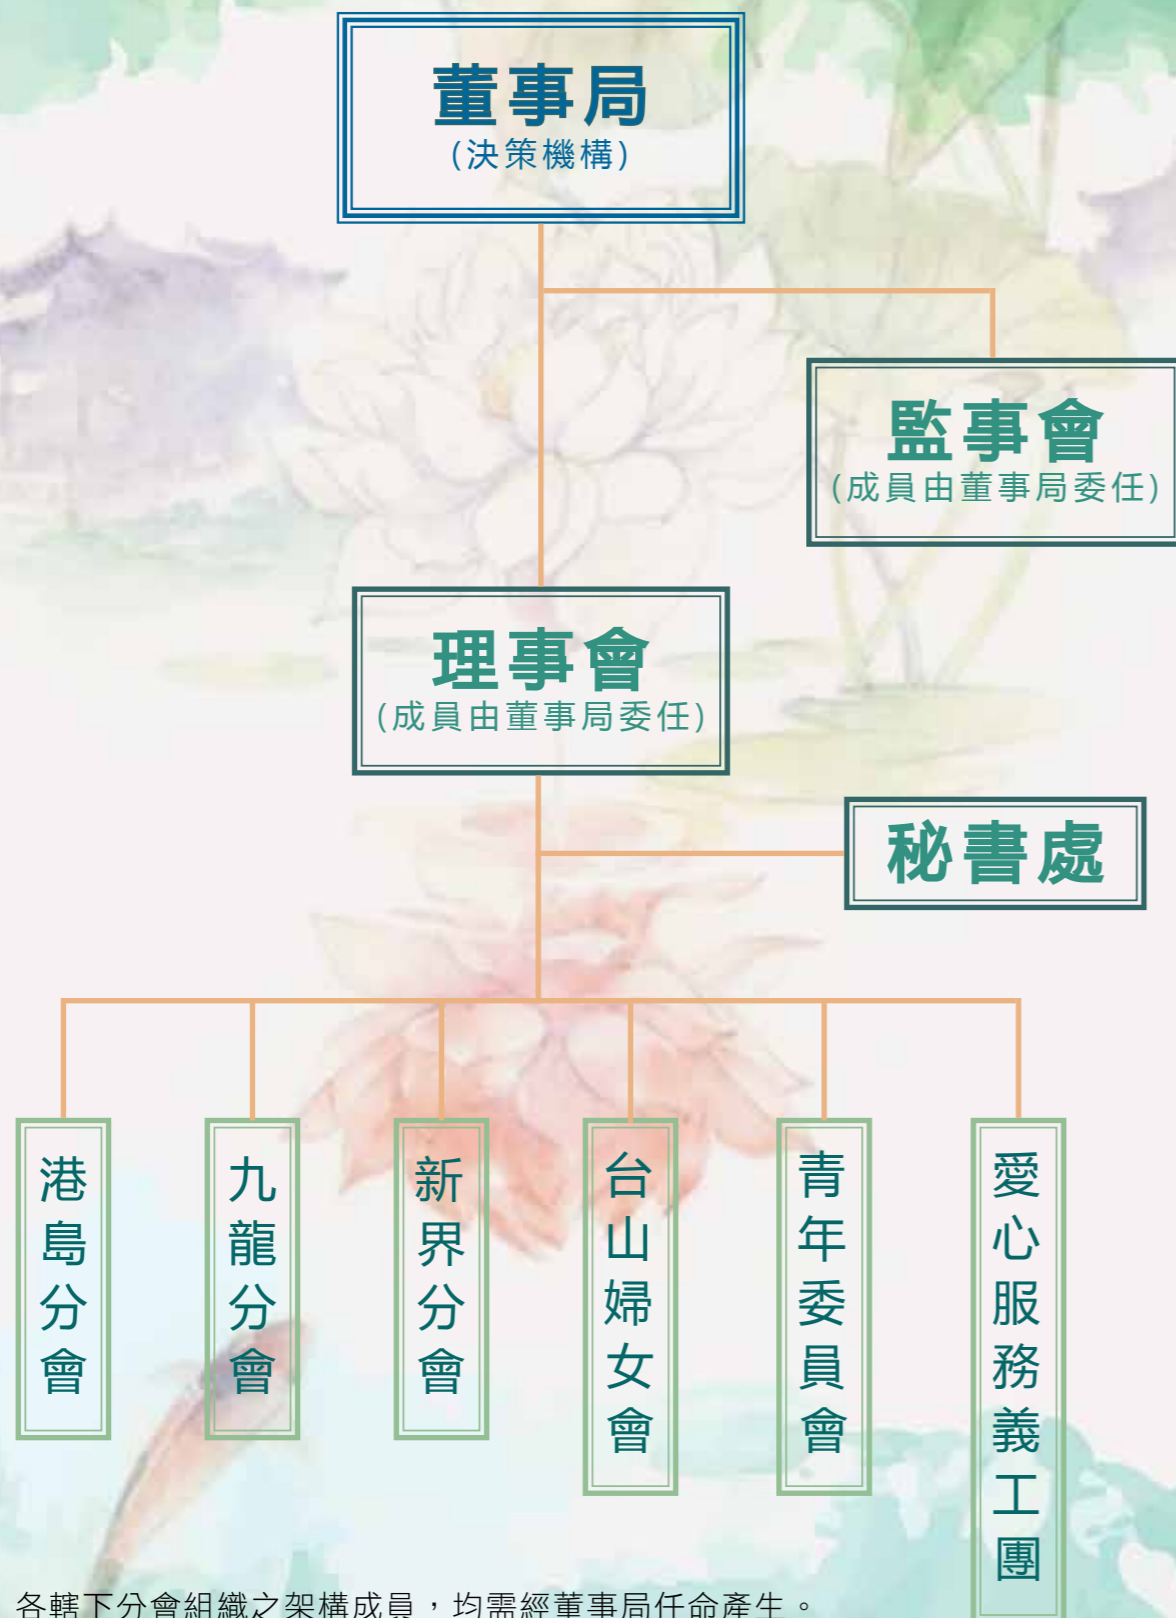 董事局
(決策機構)
監事會
(成員由董事局委任)
理事會
(成員由董事局委任)
秘書處
港島分會
九龍分會
新界分會
台山婦女會
青年委員會
愛心服務義工團
各轄下分會組織之架構成員，均需經董事局任命產生。